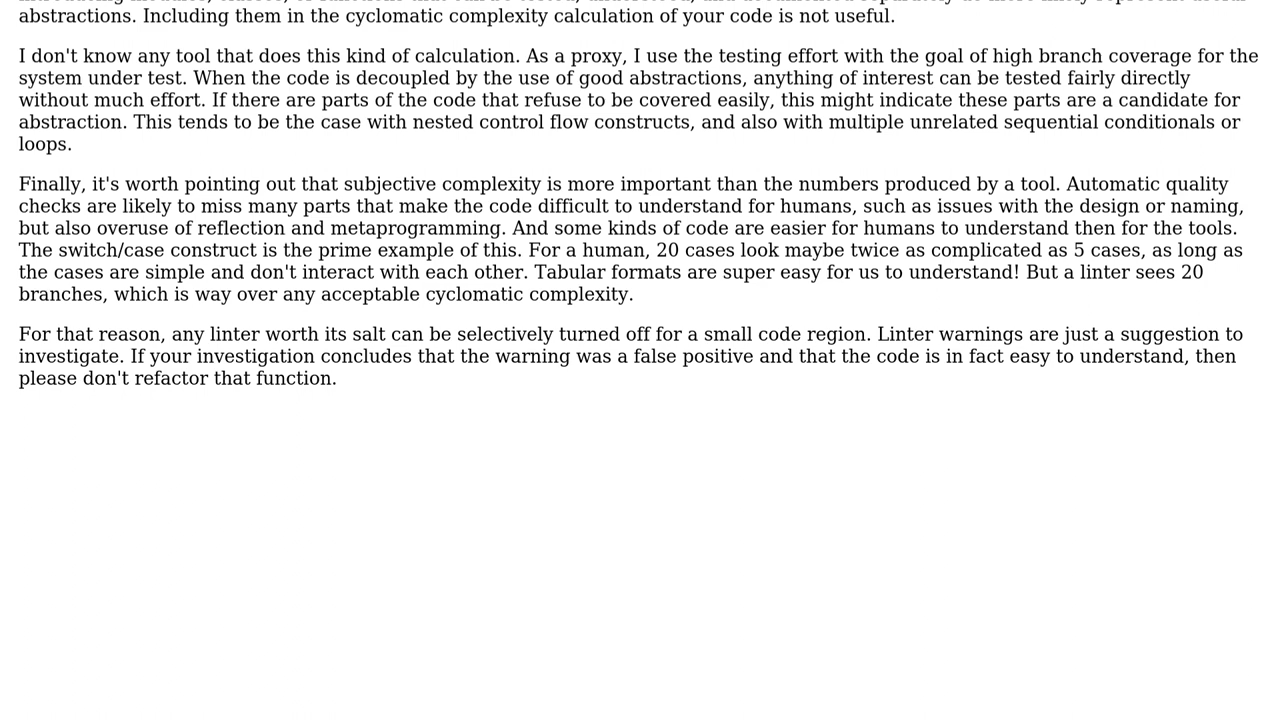 abstractions. Including them in the cyclomatic complexity calculation of your code is not useful.
I don't know any tool that does this kind of calculation. As a proxy, I use the testing effort with the goal of high branch coverage for the
system under test. When the code is decoupled by the use of good abstractions, anything of interest can be tested fairly directly
without much effort. If there are parts of the code that refuse to be covered easily, this might indicate these parts are a candidate for
abstraction. This tends to be the case with nested control flow constructs, and also with multiple unrelated sequential conditionals or
loops.
Finally, it's worth pointing out that subjective complexity is more important than the numbers produced by a tool. Automatic quality
checks are likely to miss many parts that make the code difficult to understand for humans, such as issues with the design or naming,
but also overuse of reflection and metaprogramming. And some kinds of code are easier for humans to understand then for the tools.
The switch/case construct is the prime example of this. For a human, 20 cases look maybe twice as complicated as 5 cases, as long as
the cases are simple and don't interact with each other. Tabular formats are super easy for us to understand! But a linter sees 20
branches, which is way over any acceptable cyclomatic complexity.
For that reason, any linter worth its salt can be selectively turned off for a small code region. Linter warnings are just a suggestion to
investigate. If your investigation concludes that the warning was a false positive and that the code is in fact easy to understand, then
please don't refactor that function.